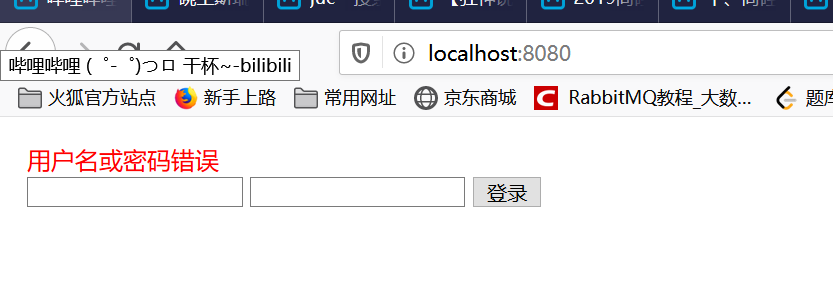 哔哩哔哩 (゜-゜)つロ 干杯~-bilibili
localhost:8080
火狐官方站点 新手上路 常用网址 京东商城 RabbitMQ教程_大数... 题库
用户名或密码错误
登录